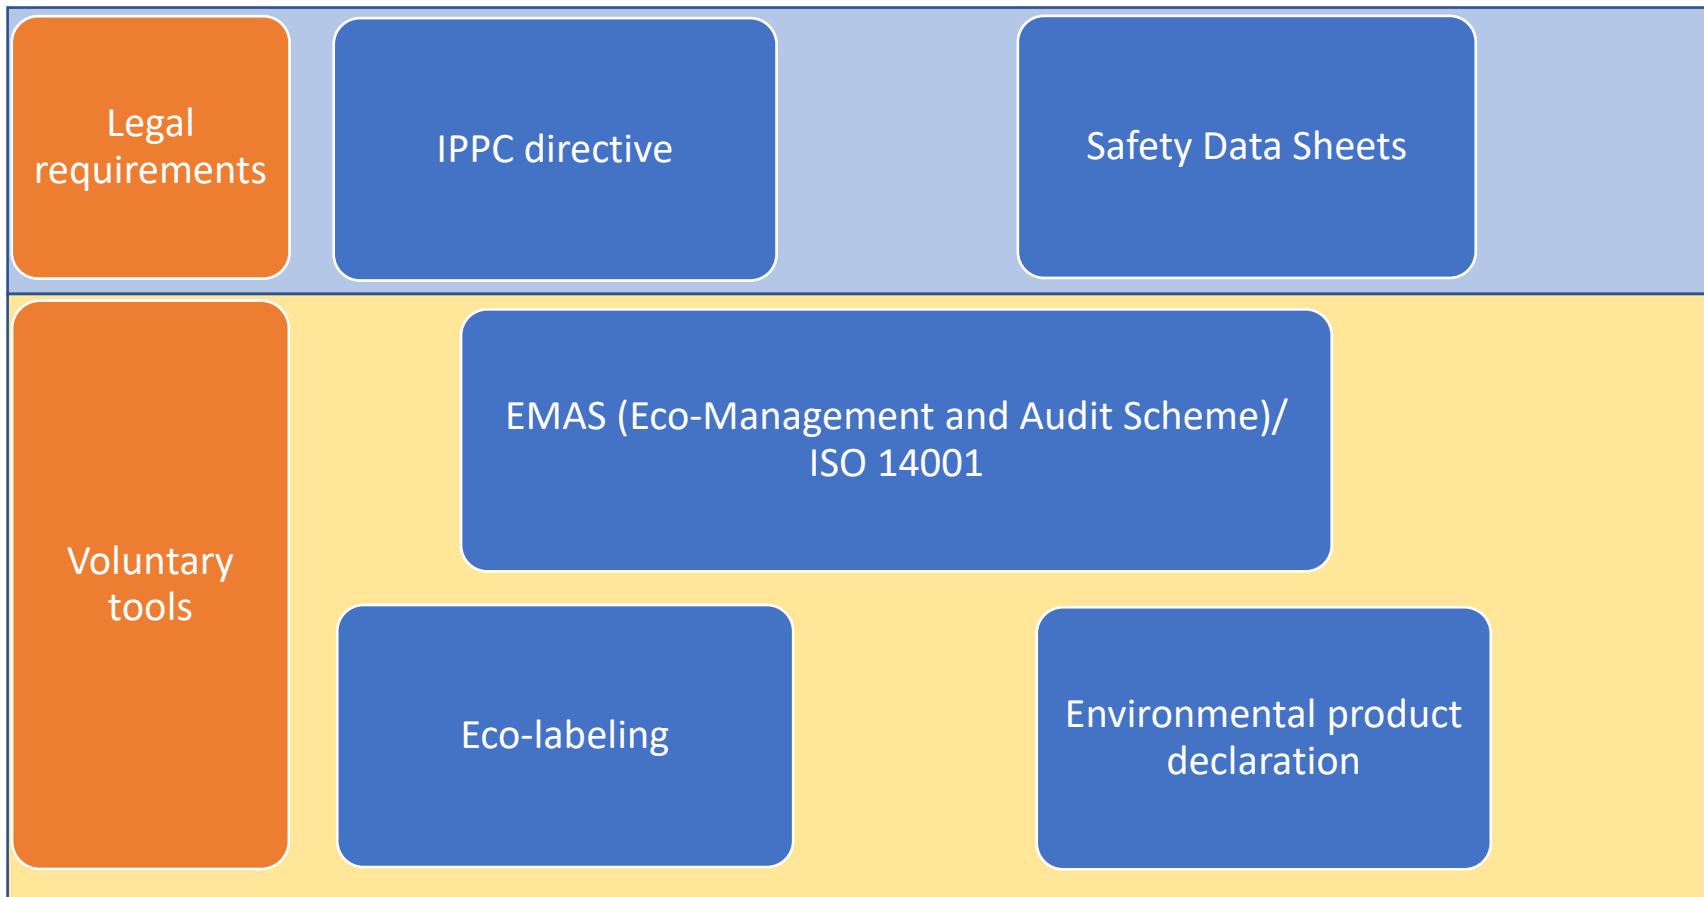 Legal
requirements
IPPC directive
Safety Data Sheets
Voluntary
tools
EMAS (Eco-Management and Audit Scheme)/
ISO 14001
Eco-labeling
Environmental product
declaration